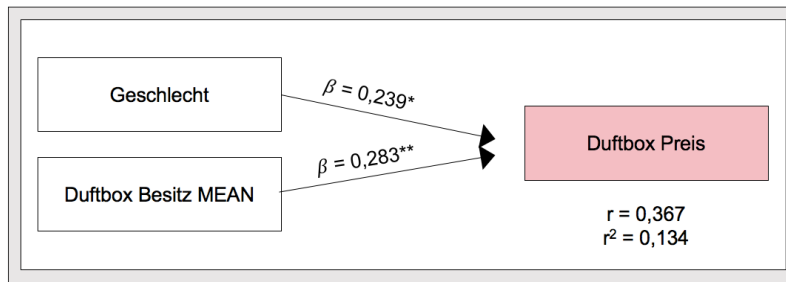 Geschlecht
β = 0,239*
Duftbox Besitz MEAN
β = 0,283**
Duftbox Preis
r = 0,367
r² = 0,134